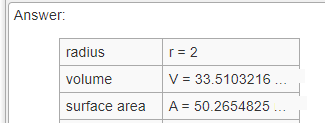 Answer:
radius r = 2
volume V = 33.5103216 ...
surface area A = 50.2654825 ...